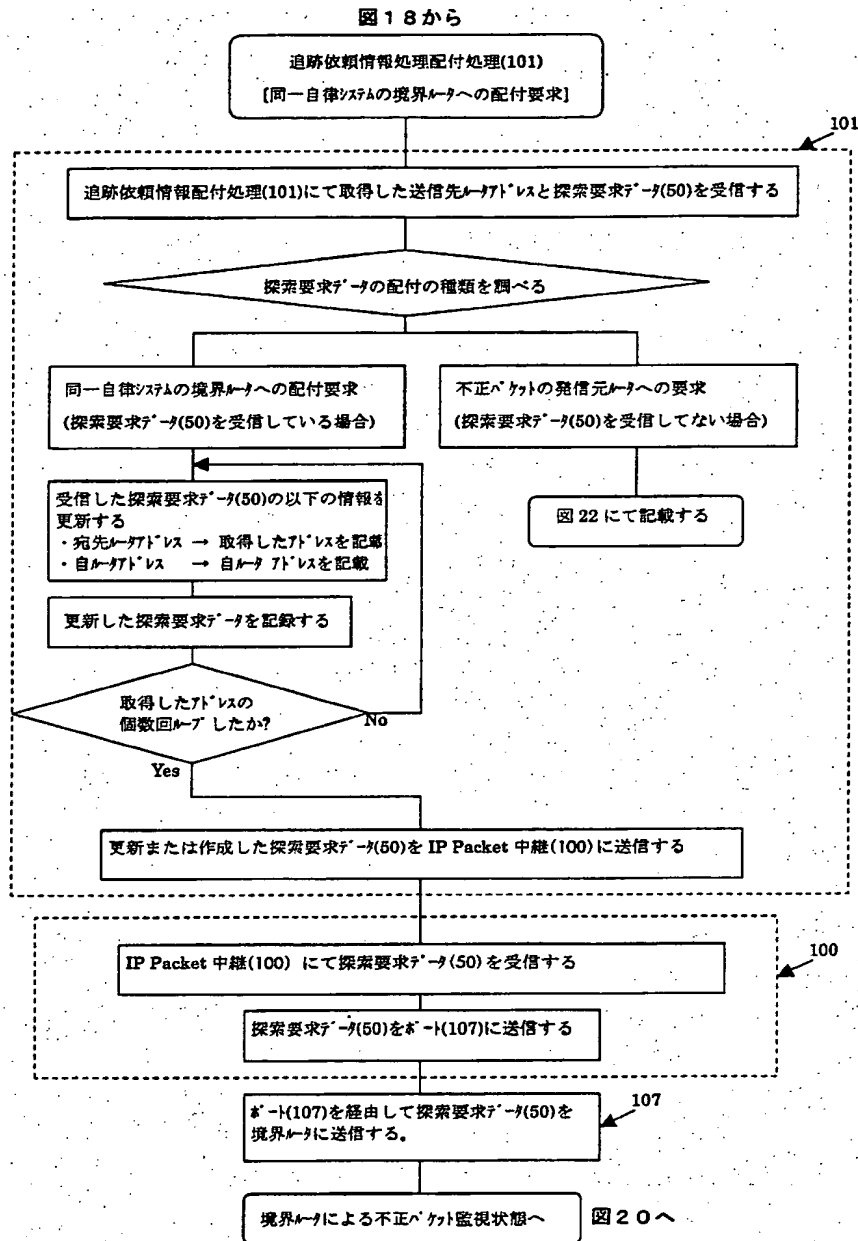 図18から
追跡依頼情報処理配付処理(101)
[同一自律システムの境界ルータへの配付要求]
101
追跡依頼情報配付処理(101)にて取得した送信先ルータアドレスと探索要求データ(50)を受信する
探索要求データの配付の種類を調べる
同一自律システムの境界ルータへの配付要求
(探索要求データ(50)を受信している場合)
不正パケットの発信元ルータへの要求
(探索要求データ(50)を受信してない場合)
受信した探索要求データ(50)の以下の情報を
更新する
・宛先ルータアドレス → 取得したアドレスを記載
・自ルータアドレス → 自ルータ アドレスを記載
図 22 にて記載する
更新した探索要求データを記録する
取得したアドレスの
個数回ループしたか?
No
Yes
更新または作成した探索要求データ(50)を IP Packet 中継(100)に送信する
IP Packet 中継(100) にて探索要求データ(50)を受信する
100
探索要求データ(50)をポート(107)に送信する
ポート(107)を経由して探索要求データ(50)を
境界ルータに送信する。
107
境界ルータによる不正パケット監視状態へ
図20へ